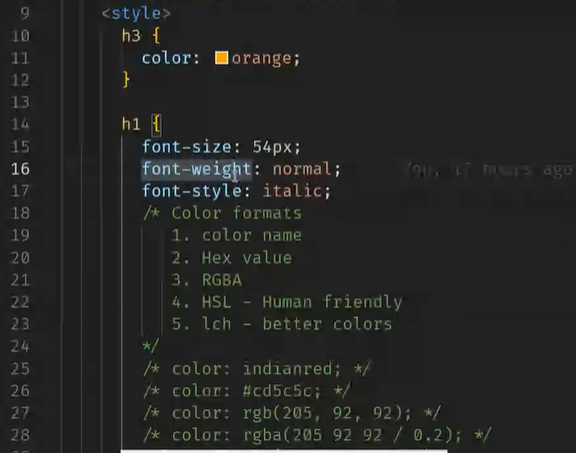 9 <style>
10 h3 {
11 color: orange;
12 }
13
14 h1 {
15 font-size: 54px;
16 font-weight: normal; You, 17 hours ago
17 font-style: italic;
18 /* Color formats
19 1. color name
20 2. Hex value
21 3. RGBA
22 4. HSL - Human friendly
23 5. lch - better colors
24 */
25 /* color: indianred; */
26 /* color: #cd5c5c; */
27 /* color: rgb(205, 92, 92); */
28 /* color: rgba(205 92 92 / 0.2); */